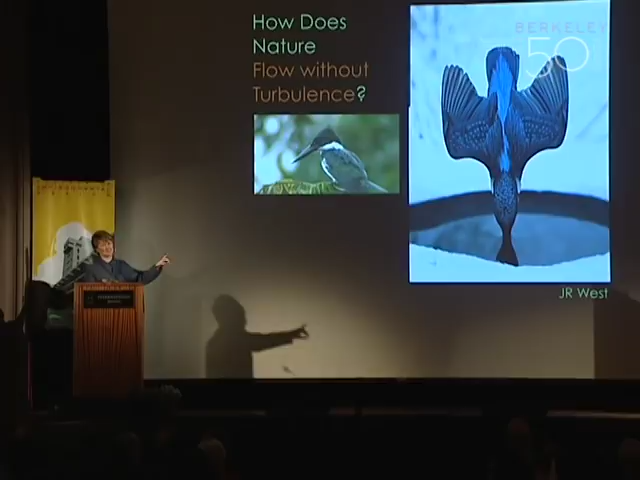 How Does
Nature
Flow without
Turbulence?
BERKELEY
50
JR West